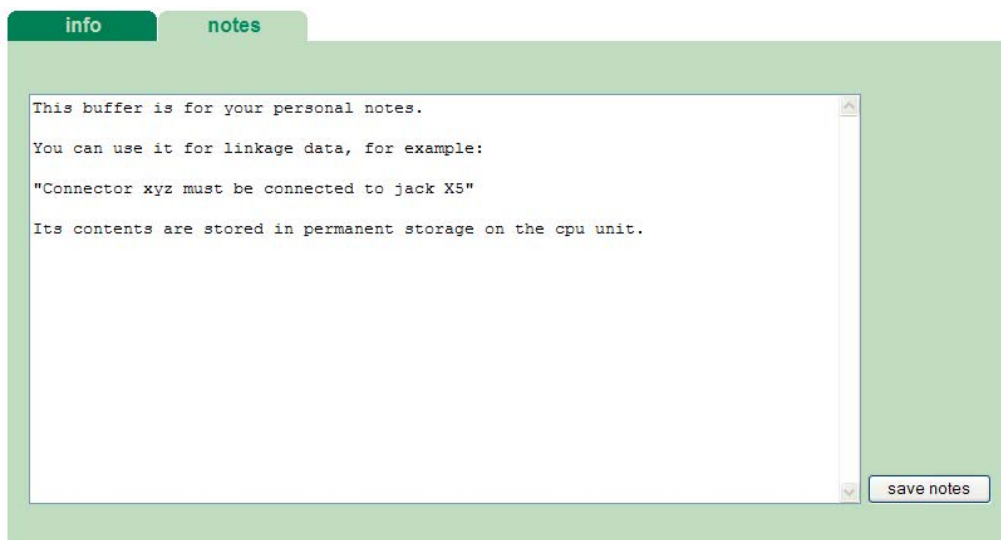 info
notes
This buffer is for your personal notes.
You can use it for linkage data, for example:
"Connector xyz must be connected to jack X5"
Its contents are stored in permanent storage on the cpu unit.
save notes